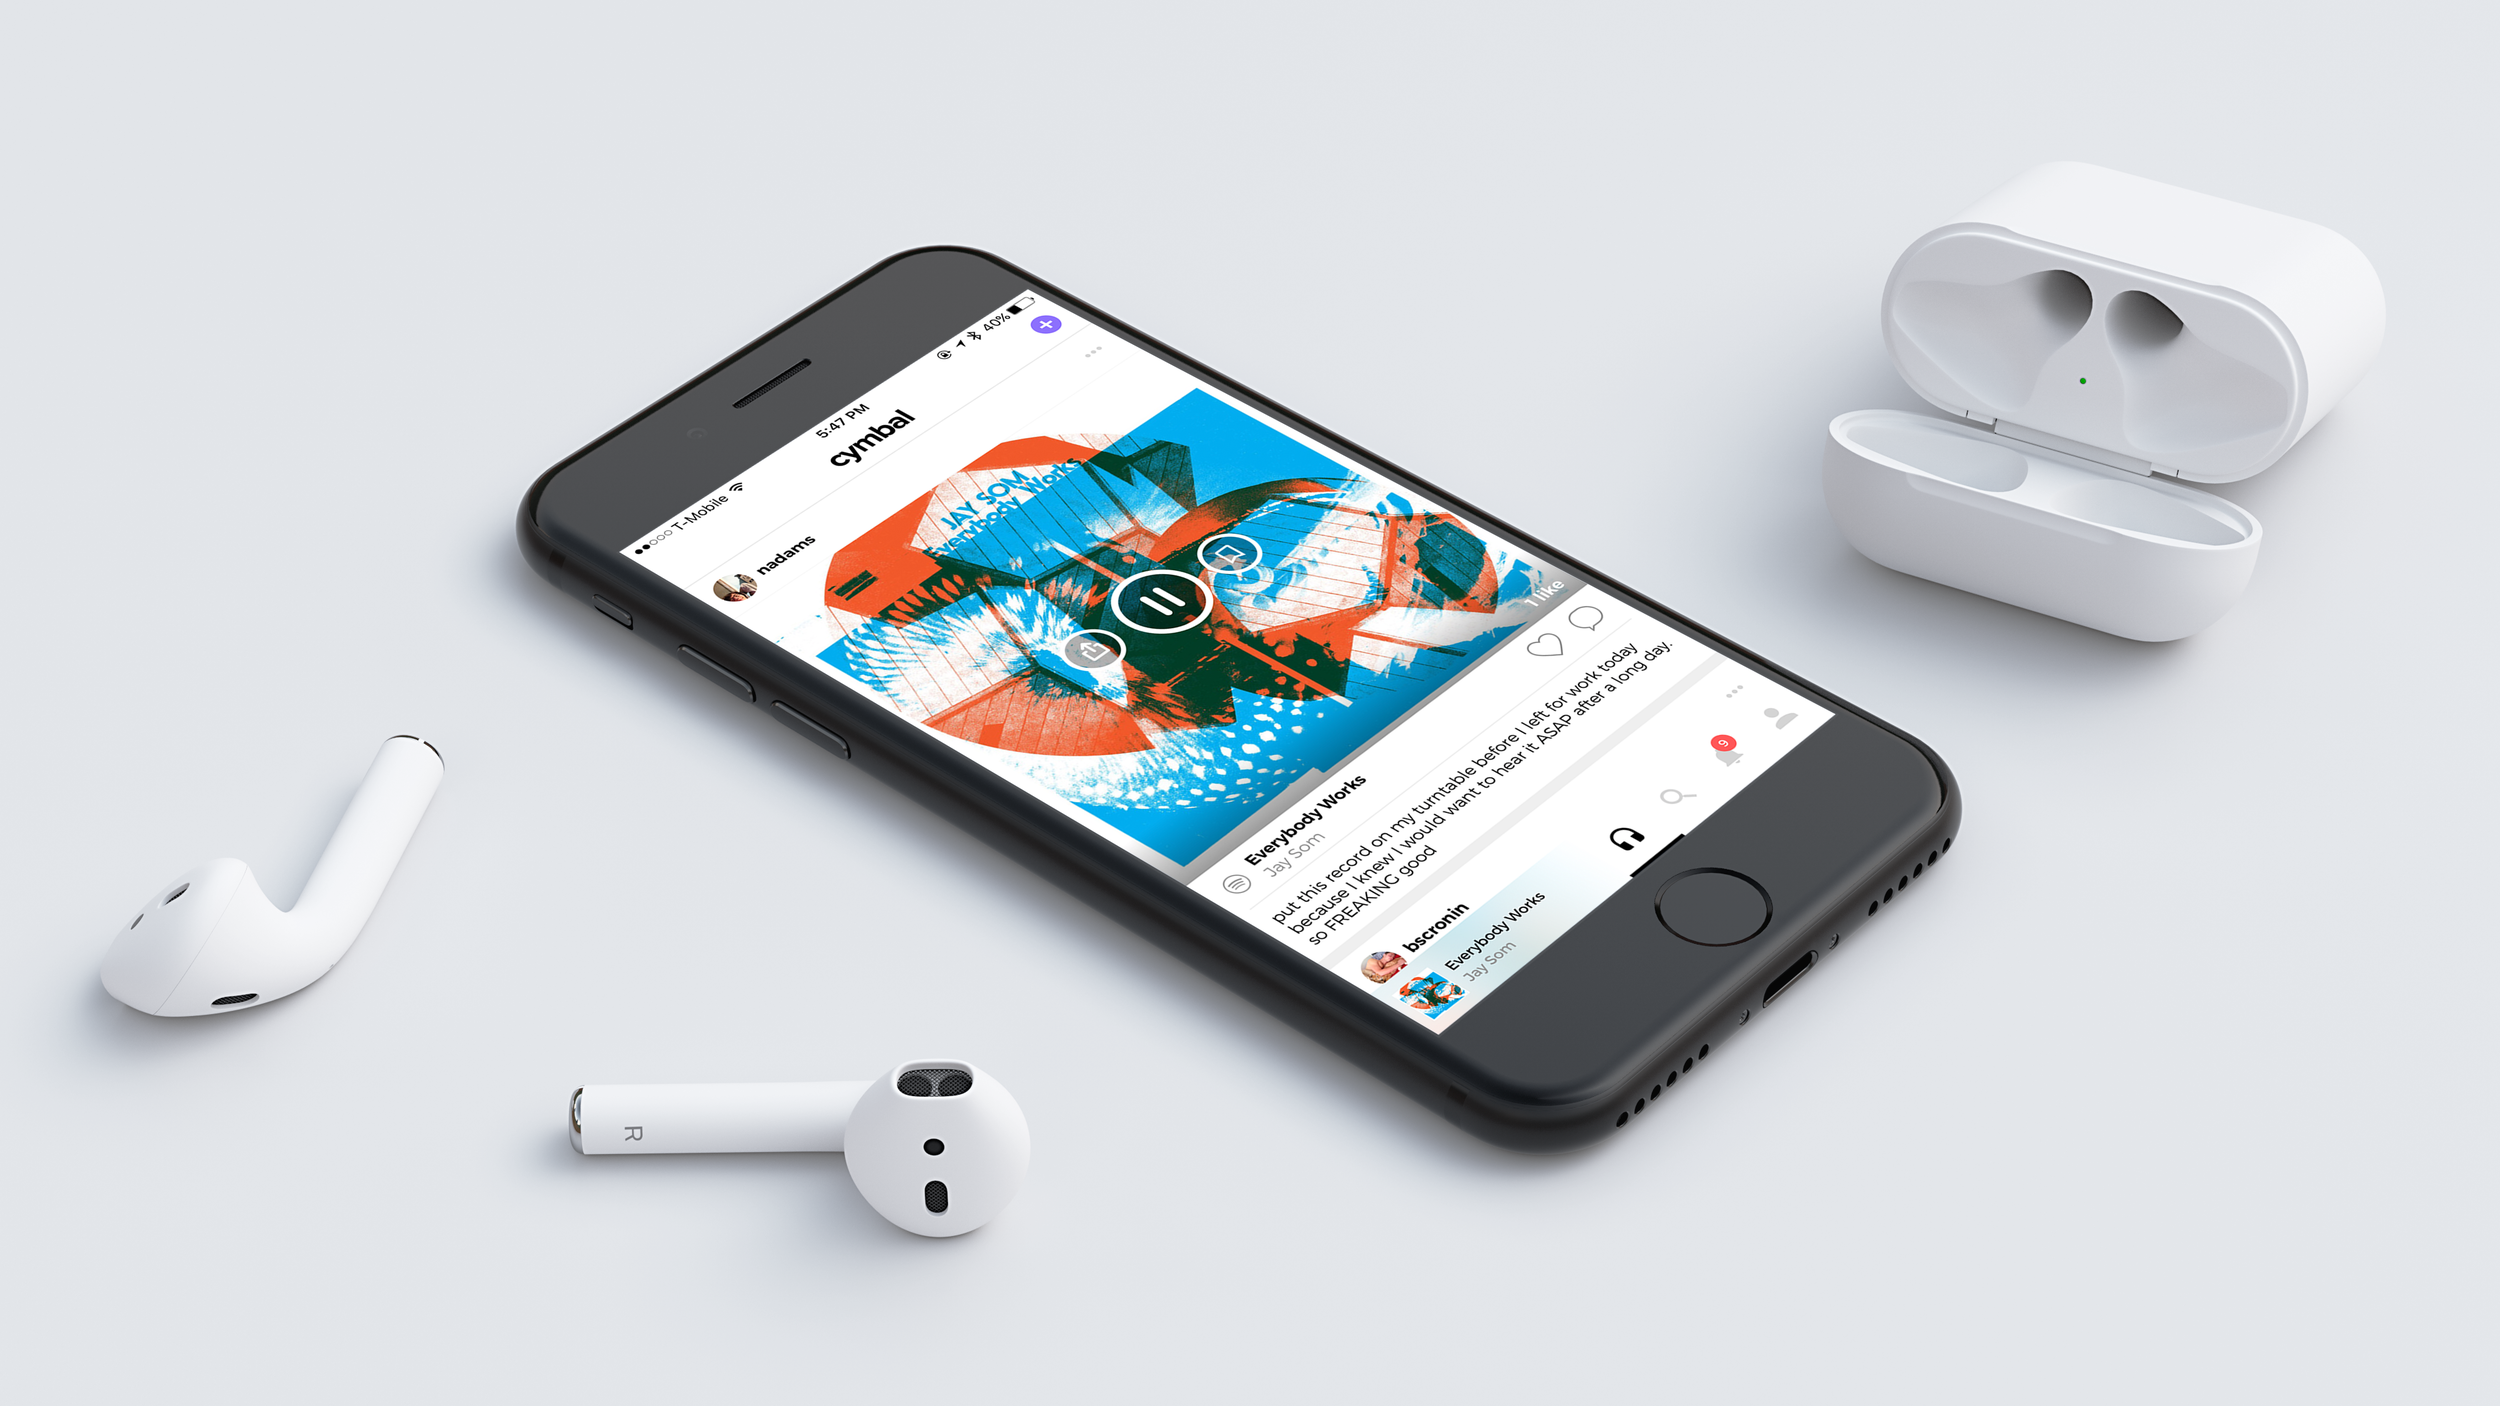 T-Mobile 5:47 PM 40%
cymbal
nadams
JAY SOM
Everybody Works
1 like
Everybody Works
Jay Som
put this record on my turntable before I left for work today
because I knew I would want to hear it ASAP after a long day.
so FREAKING good
bscronin
Everybody Works
Jay Som
9
R